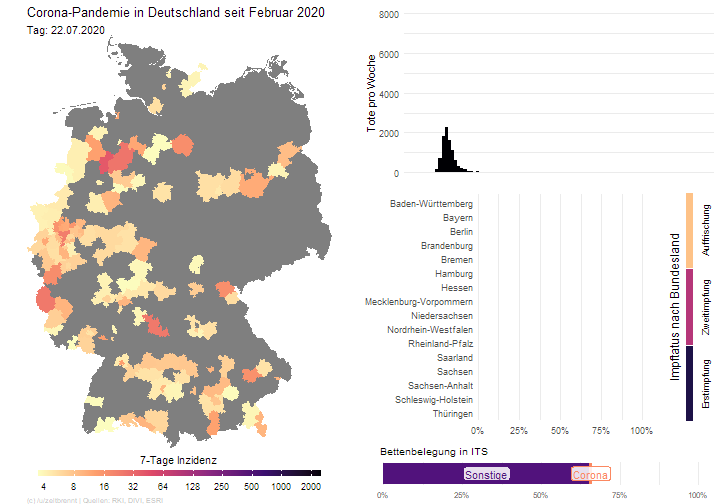 Corona-Pandemie in Deutschland seit Februar 2020
Tag: 22.07.2020
7-Tage Inzidenz
4 8 16 32 64 128 250 500 1000 2000
(c) /u/zeitbrennt | Quellen: RKI, DIVI, ESRI
Tote pro Woche
8000
6000
4000
2000
0
Baden-Württemberg
Bayern
Berlin
Brandenburg
Bremen
Hamburg
Hessen
Mecklenburg-Vorpommern
Niedersachsen
Nordrhein-Westfalen
Rheinland-Pfalz
Saarland
Sachsen
Sachsen-Anhalt
Schleswig-Holstein
Thüringen
0% 25% 50% 75% 100%
Impfstatus nach Bundesland
Auffrischung
Zweitimpfung
Erstimpfung
Bettenbelegung in ITS
Sonstige Corona
0% 25% 50% 75% 100%